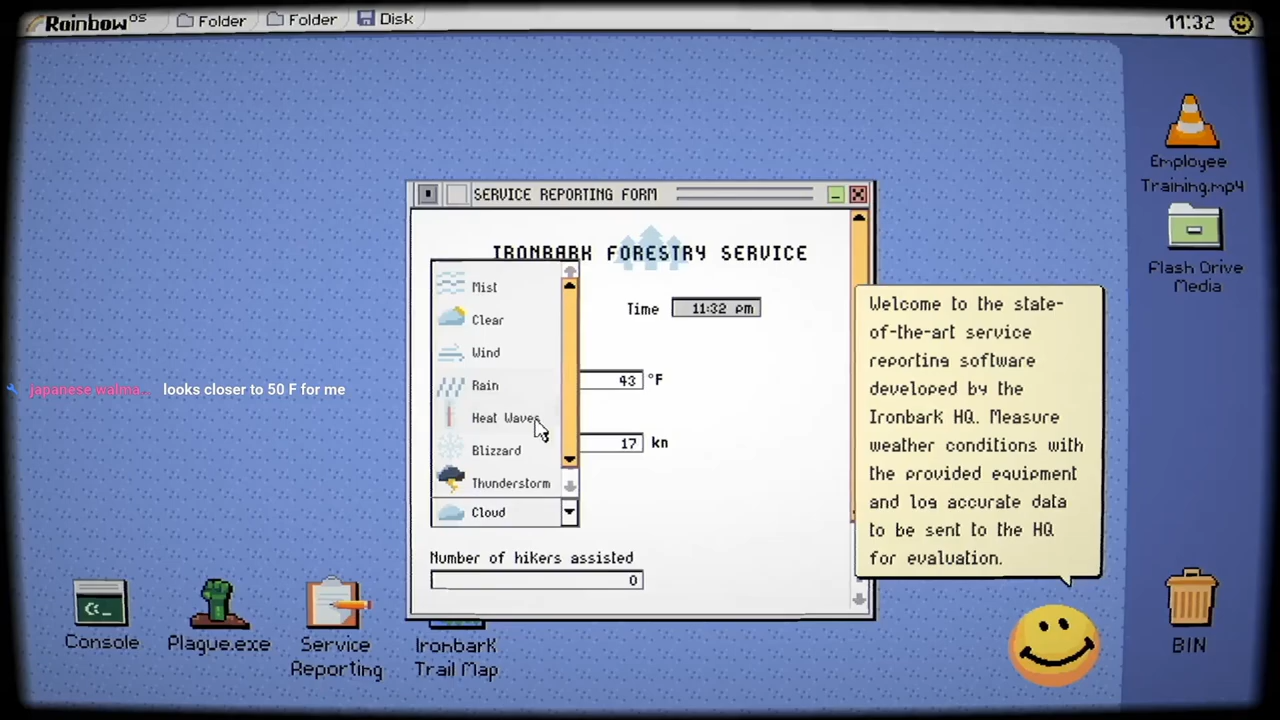 RainbowOS
Folder
Folder
Disk
11:32
Employee
Training.mp4
Flash Drive
Media
SERVICE REPORTING FORM
IRONBARK FORESTRY SERVICE
Time
11:32 pm
Mist
Clear
Wind
Rain
Heat Waves
Blizzard
Thunderstorm
Cloud
43 °F
17 kn
Number of hikers assisted
0
Welcome to the state-
of-the-art service
reporting software
developed by the
Ironbark HQ. Measure
weather conditions with
the provided equipment
and log accurate data
to be sent to the HQ
for evaluation.
looks closer to 50 F for me
Console
Plague.exe
Service
Reporting
Ironbark
Trail Map
BIN